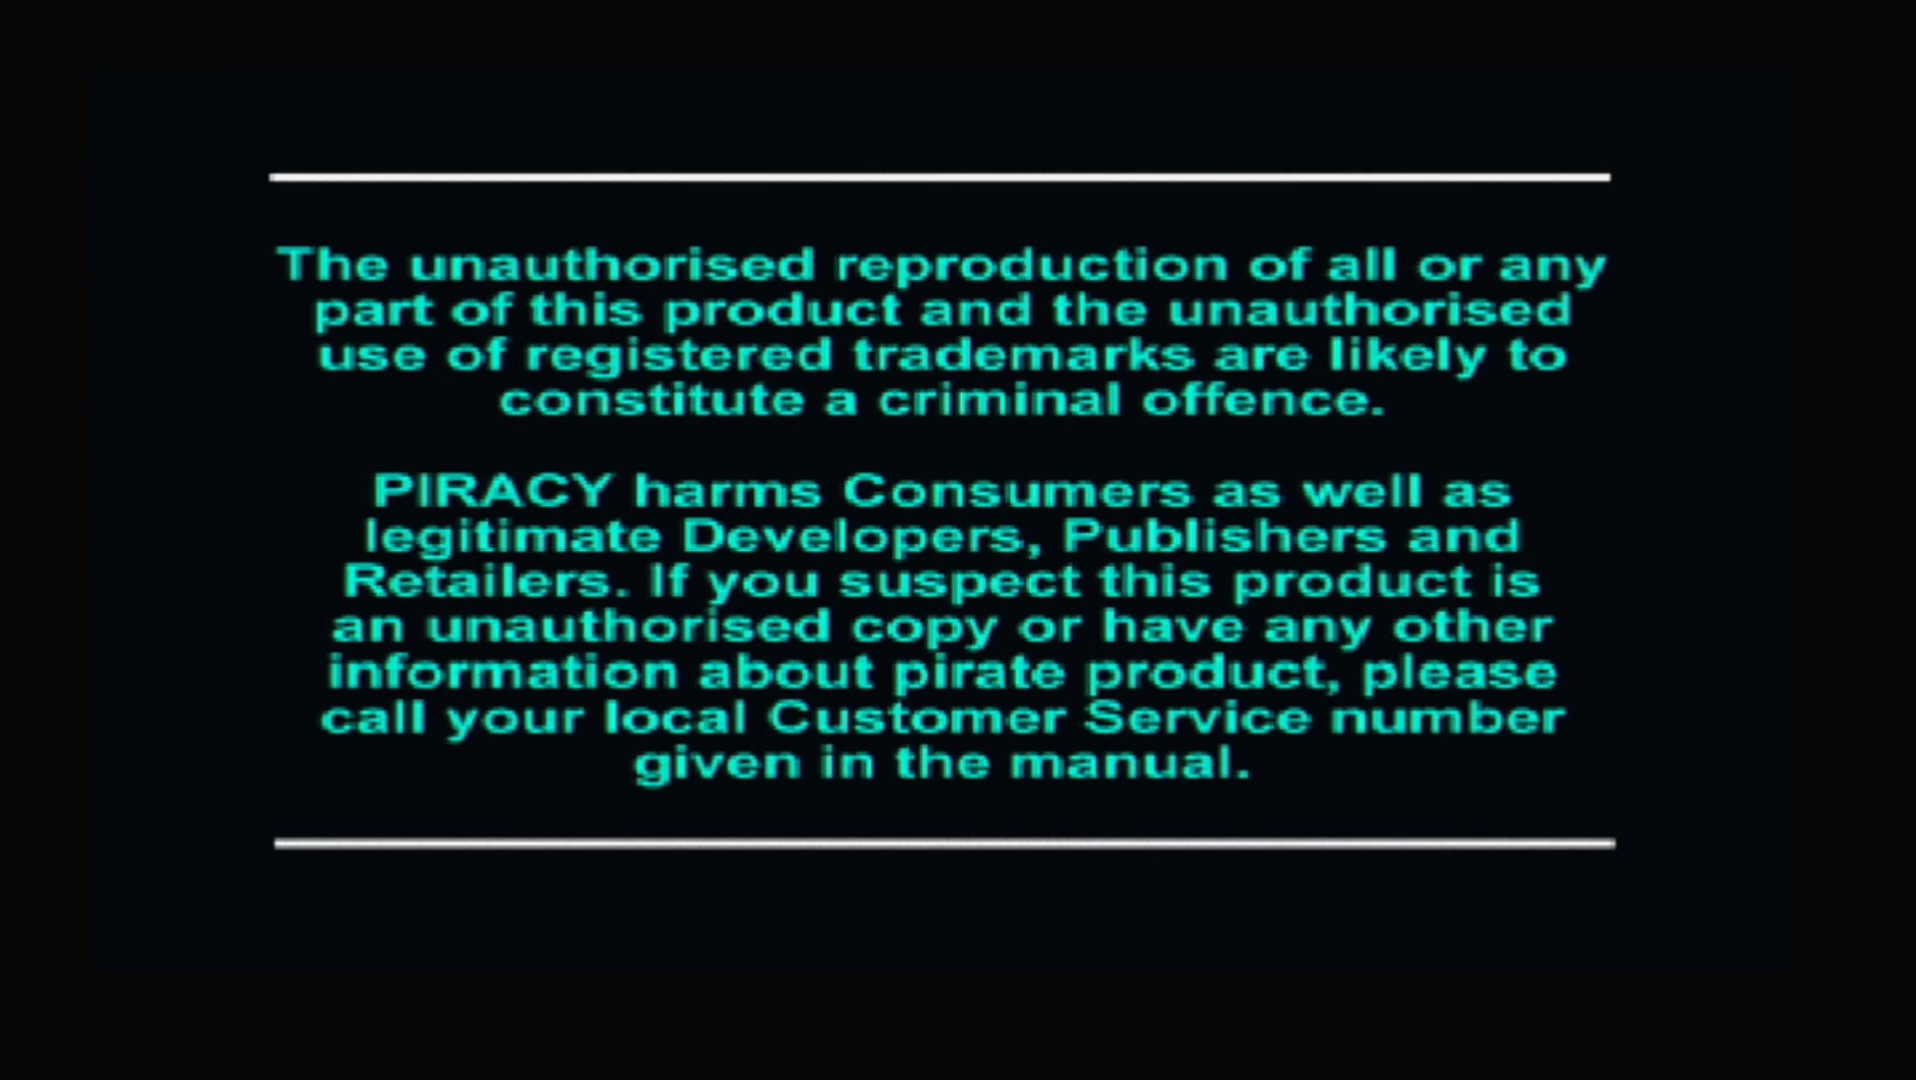 The unauthorised reproduction of all or any
part of this product and the unauthorised
use of registered trademarks are likely to
constitute a criminal offence.
PIRACY harms Consumers as well as
legitimate Developers, Publishers and
Retailers. If you suspect this product is
an unauthorised copy or have any other
information about pirate product, please
call your local Customer Service number
given in the manual.